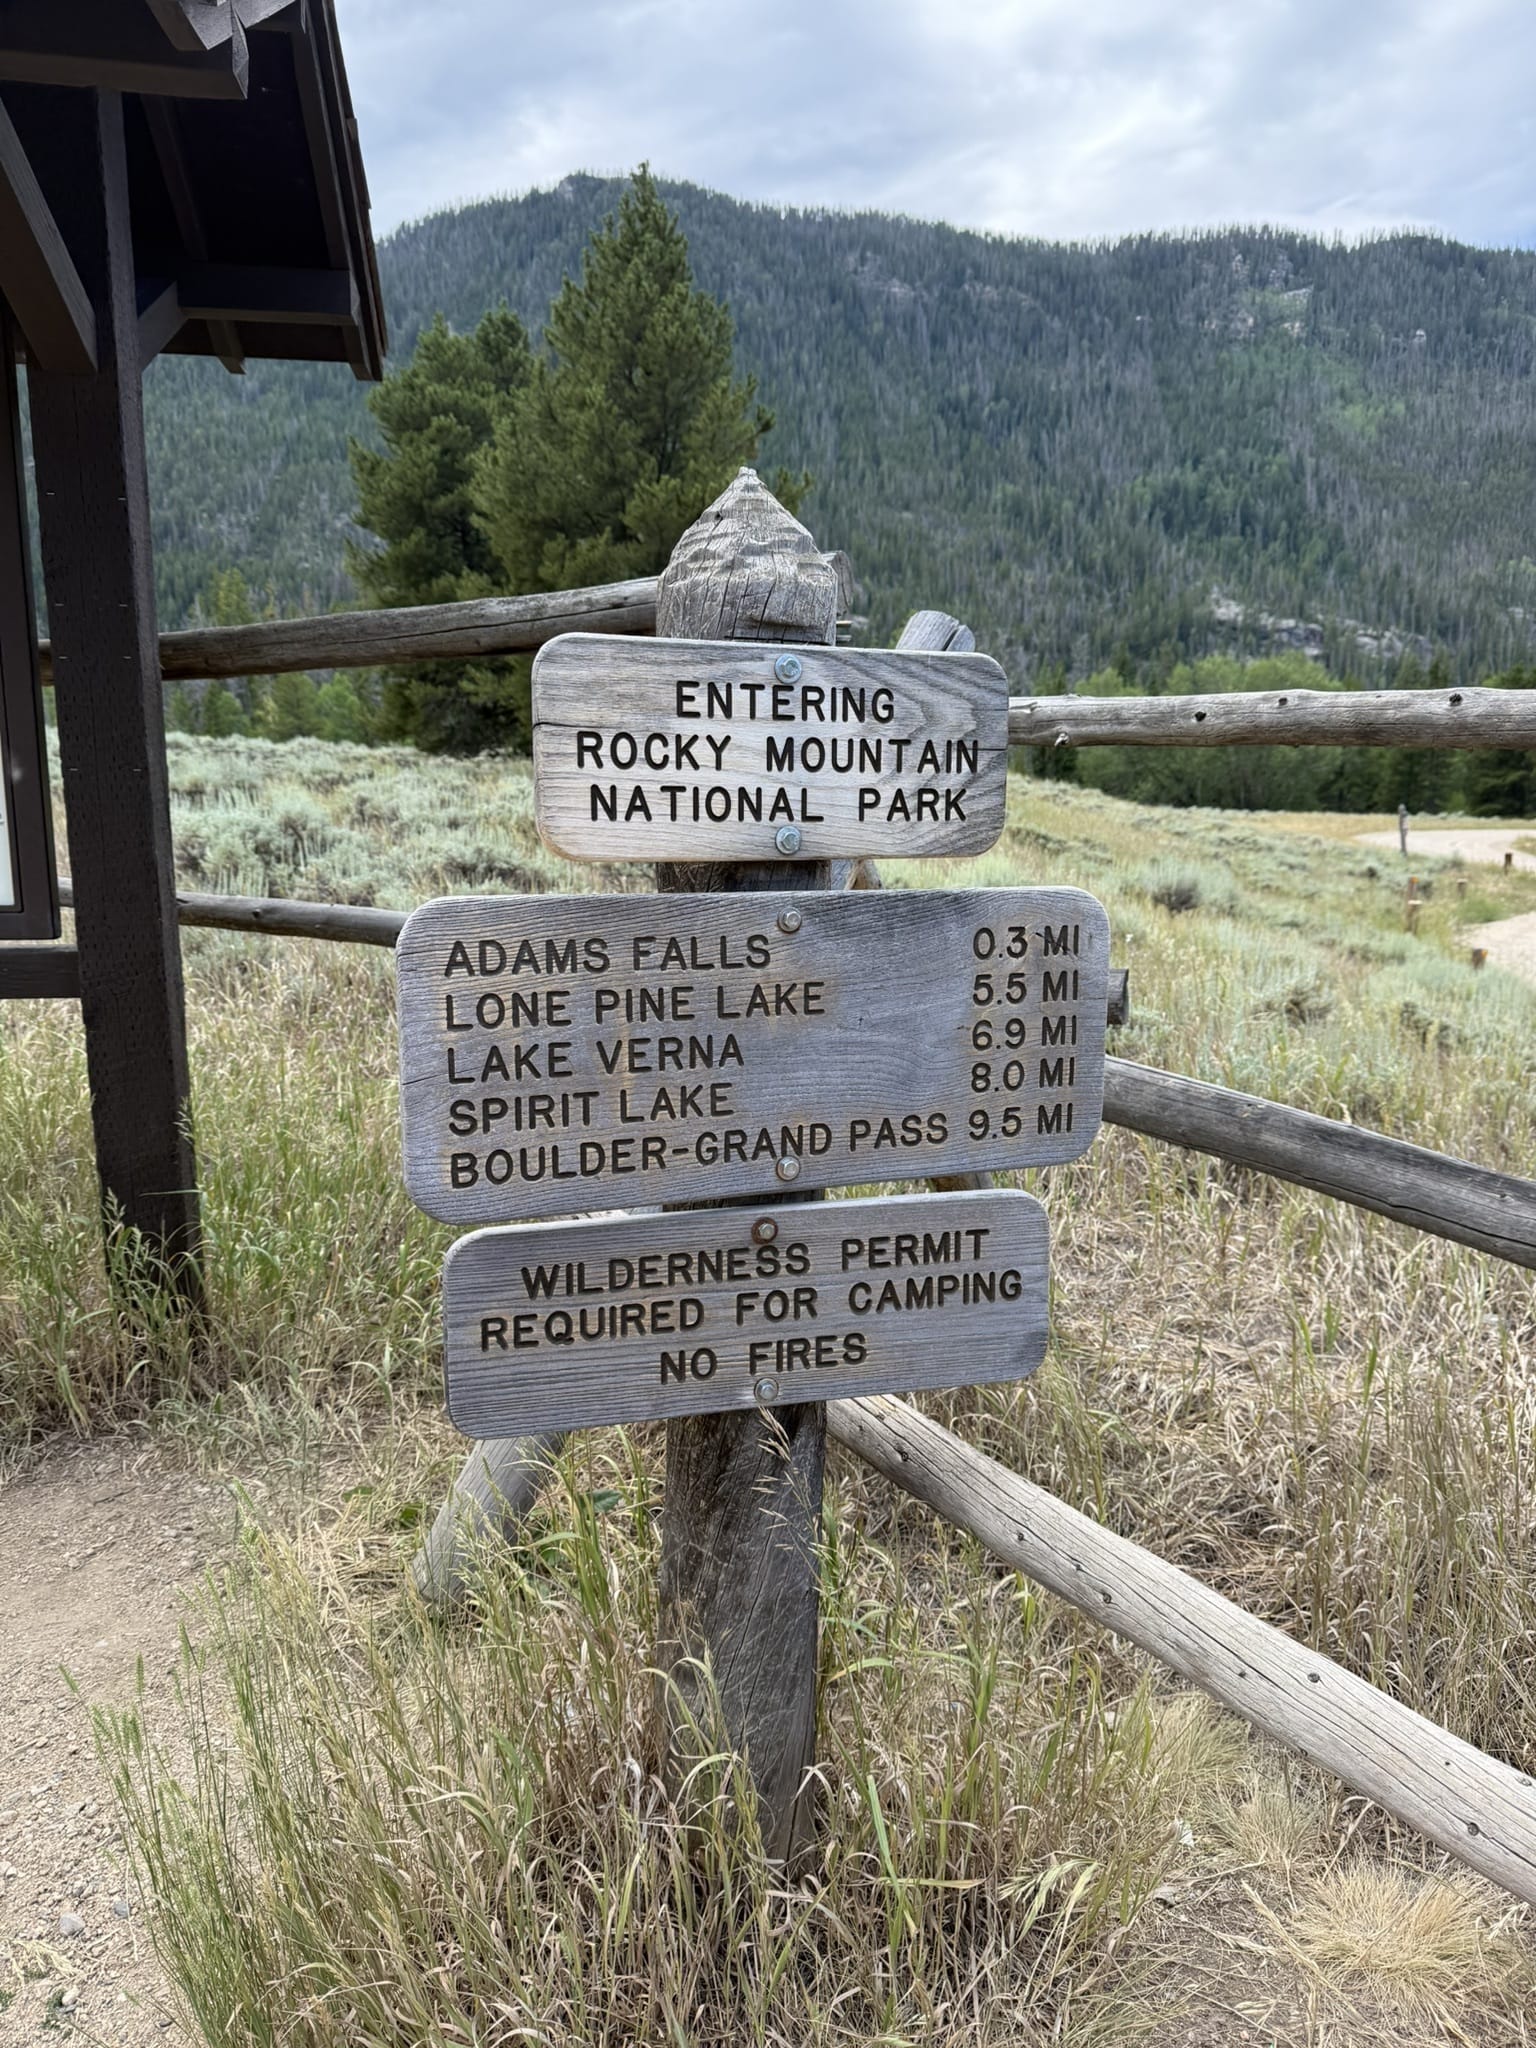 ENTERING
ROCKY MOUNTAIN
NATIONAL PARK
ADAMS FALLS 0.3 MI
LONE PINE LAKE 5.5 MI
LAKE VERNA 6.9 MI
SPIRIT LAKE 8.0 MI
BOULDER-GRAND PASS 9.5 MI
WILDERNESS PERMIT
REQUIRED FOR CAMPING
NO FIRES